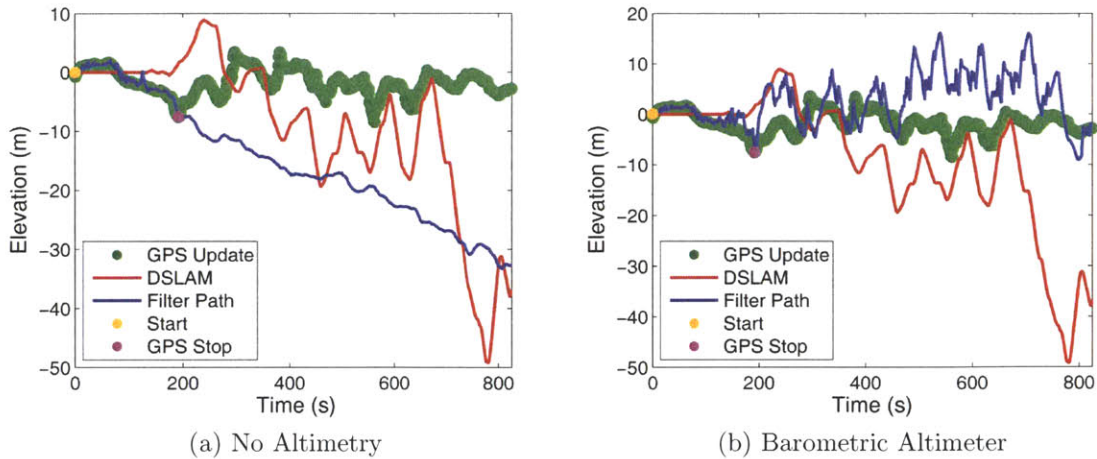 10
0
−10
−20
−30
−40
−50
Elevation (m)
GPS Update
DSLAM
Filter Path
Start
GPS Stop
0 200 400 600 800
Time (s)
(a) No Altimetry
20
10
0
−10
−20
−30
−40
−50
Elevation (m)
GPS Update
DSLAM
Filter Path
Start
GPS Stop
0 200 400 600 800
Time (s)
(b) Barometric Altimeter